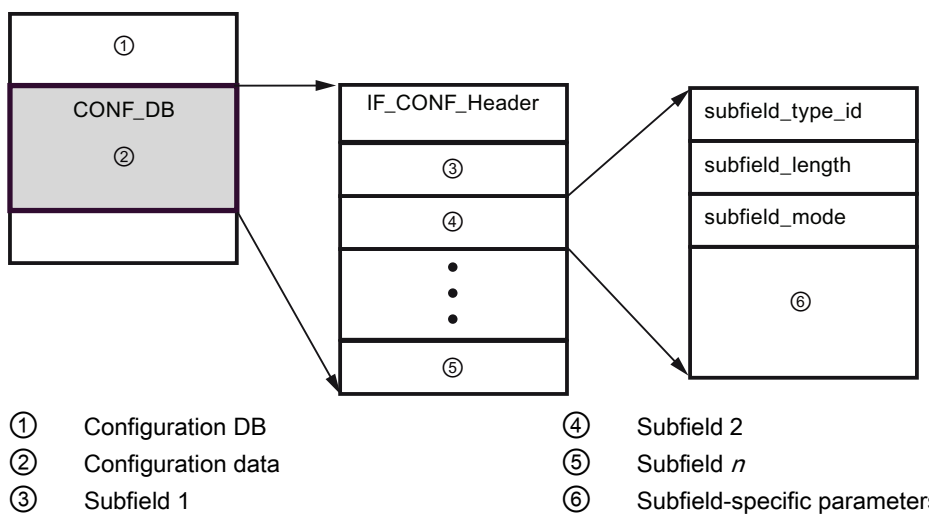 ①
CONF_DB
②
IF_CONF_Header
③
④
⑤
subfield_type_id
subfield_length
subfield_mode
⑥
① Configuration DB
② Configuration data
③ Subfield 1
④ Subfield 2
⑤ Subfield n
⑥ Subfield-specific parameters